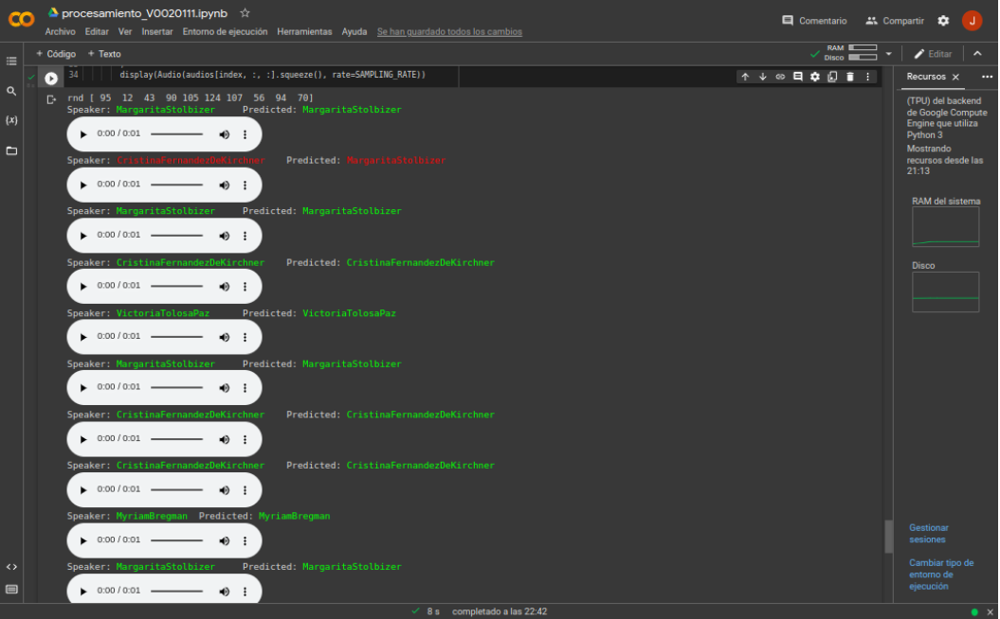 procesamiento_V0020111.ipynb
Comentario
Compartir
J
Archivo Editar Ver Insertar Entorno de ejecución Herramientas Ayuda Se han guardado todos los cambios
+ Código + Texto
RAM
Disco
Editar
34 display(Audio(audios[index, :, :].squeeze(), rate=SAMPLING_RATE))
rnd [ 95 12 43 90 105 124 107 56 94 70]
Speaker: MargaritaStolbizer Predicted: MargaritaStolbizer
0:00 / 0:01
Speaker: CristinaFernandezDeKirchner Predicted: MargaritaStolbizer
0:00 / 0:01
Speaker: MargaritaStolbizer Predicted: MargaritaStolbizer
0:00 / 0:01
Speaker: CristinaFernandezDeKirchner Predicted: CristinaFernandezDeKirchner
0:00 / 0:01
Speaker: VictoriaTolosaPaz Predicted: VictoriaTolosaPaz
0:00 / 0:01
Speaker: MargaritaStolbizer Predicted: MargaritaStolbizer
0:00 / 0:01
Speaker: CristinaFernandezDeKirchner Predicted: CristinaFernandezDeKirchner
0:00 / 0:01
Speaker: CristinaFernandezDeKirchner Predicted: CristinaFernandezDeKirchner
0:00 / 0:01
Speaker: MyriamBregman Predicted: MyriamBregman
0:00 / 0:01
Speaker: MargaritaStolbizer Predicted: MargaritaStolbizer
0:00 / 0:01
Recursos
(TPU) del backend
de Google Compute
Engine que utiliza
Python 3
Mostrando
recursos desde las
21:13
RAM del sistema
Disco
Gestionar
sesiones
Cambiar tipo de
entorno de
ejecución
8 s completado a las 22:42